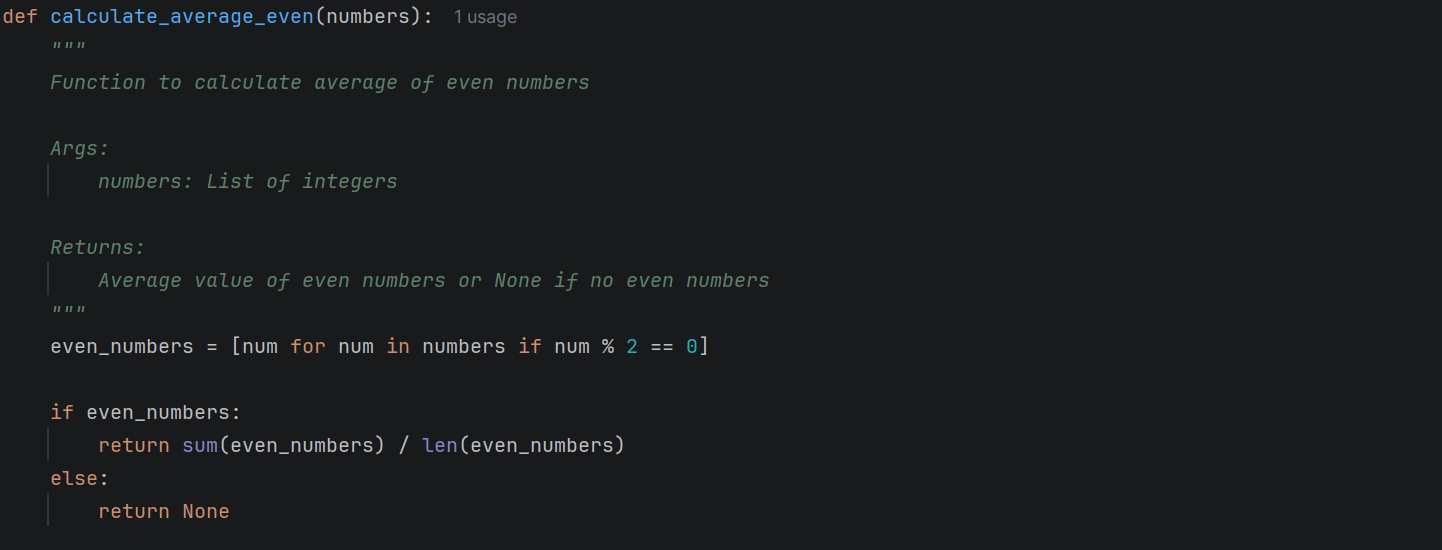 def calculate_average_even(numbers): 1 usage
"""
Function to calculate average of even numbers
Args:
numbers: List of integers
Returns:
Average value of even numbers or None if no even numbers
"""
even_numbers = [num for num in numbers if num % 2 == 0]
if even_numbers:
return sum(even_numbers) / len(even_numbers)
else:
return None